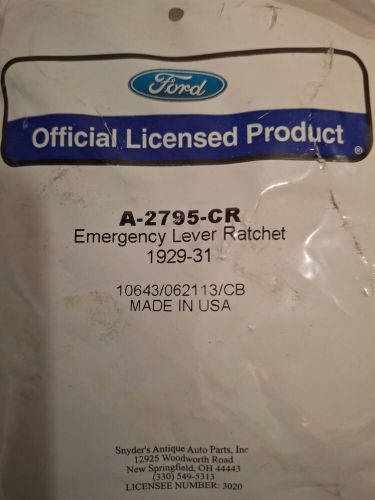 Ford
Official Licensed Product ®
A-2795-CR
Emergency Lever Ratchet
1929-31
10643/062113/CB
MADE IN USA
Snyder's Antique Auto Parts, Inc
12925 Woodworth Road
New Springfield, OH 44443
(330) 549-5313
LICENSEE NUMBER: 3020